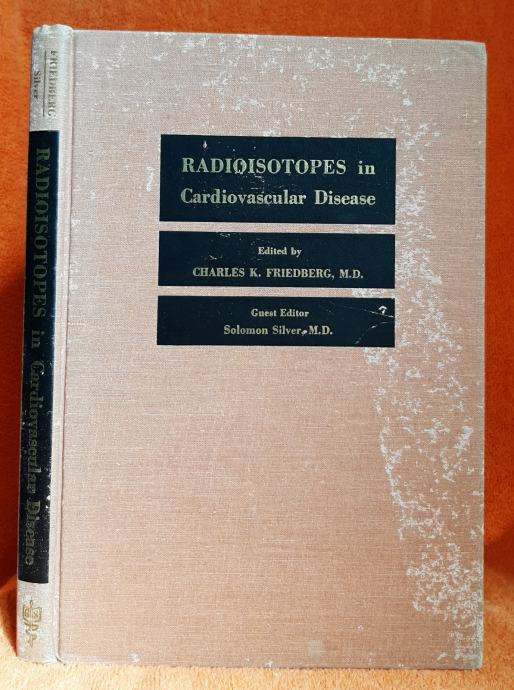 FRIEDBERG
Silver
RADIOISOTOPES in Cardiovascular Disease
RADIOISOTOPES in
Cardiovascular Disease
Edited by
CHARLES K. FRIEDBERG, M.D.
Guest Editor
Solomon Silver, M.D.